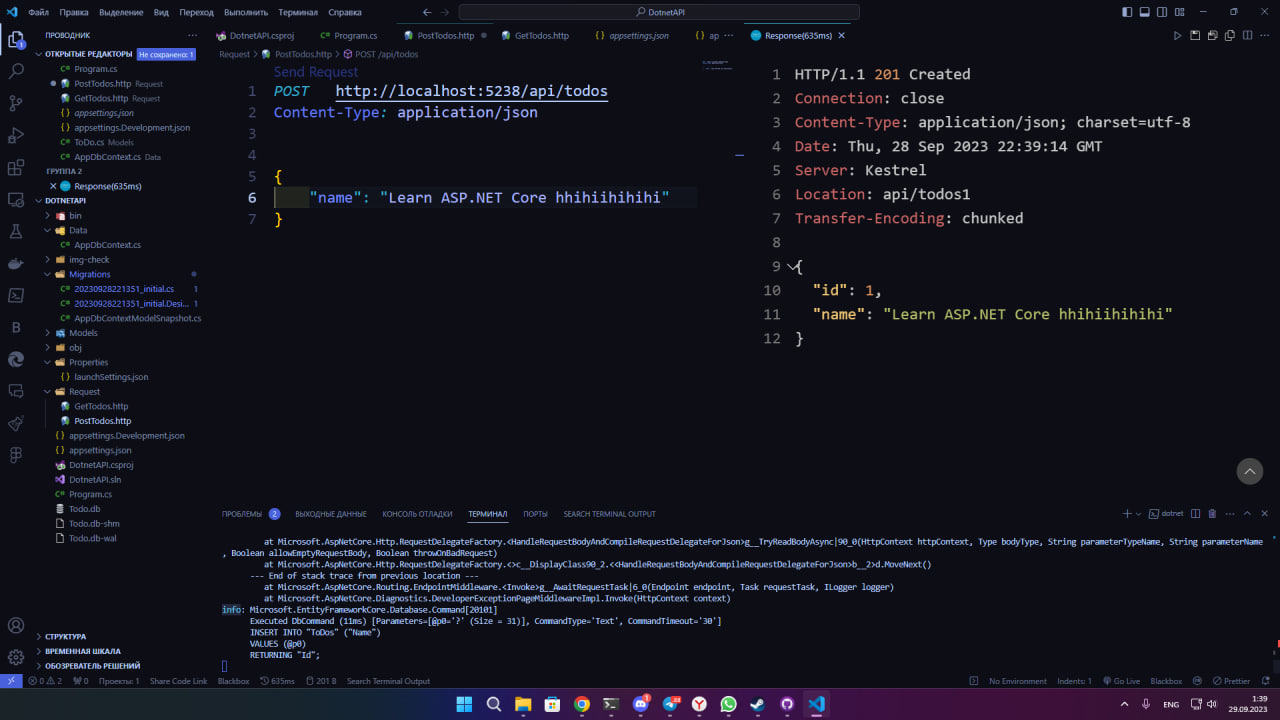 Файл Правка Выделение Вид Переход Выполнить Терминал Справка
DotnetAPI
ПРОВОДНИК
ОТКРЫТЫЕ РЕДАКТОРЫ Не сохранено: 1
Program.cs
PostTodos.http Request
GetTodos.http Request
appsettings.json
appsettings.Development.json
ToDo.cs Models
AppDbContext.cs Data
ГРУППА 2
Response(635ms)
DOTNETAPI
bin
Data
AppDbContext.cs
img-check
Migrations
20230928221351_initial.cs 1
20230928221351_initial.Desi... 1
AppDbContextModelSnapshot.cs
Models
obj
Properties
launchSettings.json
Request
GetTodos.http
PostTodos.http
appsettings.Development.json
appsettings.json
DotnetAPI.csproj
DotnetAPI.sln
Program.cs
Todo.db
Todo.db-shm
Todo.db-wal
СТРУКТУРА
ВРЕМЕННАЯ ШКАЛА
ОБОЗРЕВАТЕЛЬ РЕШЕНИЙ
DotnetAPI.csproj Program.cs PostTodos.http GetTodos.http appsettings.json ap
Request > PostTodos.http > POST /api/todos
Send Request
1 POST http://localhost:5238/api/todos
2 Content-Type: application/json
3
4
5 {
6 "name": "Learn ASP.NET Core hhihiihihihi"
7 }
Response(635ms)
1 HTTP/1.1 201 Created
2 Connection: close
3 Content-Type: application/json; charset=utf-8
4 Date: Thu, 28 Sep 2023 22:39:14 GMT
5 Server: Kestrel
6 Location: api/todos1
7 Transfer-Encoding: chunked
8
9 {
10 "id": 1,
11 "name": "Learn ASP.NET Core hhihiihihihi"
12 }
ПРОБЛЕМЫ 2 ВЫХОДНЫЕ ДАННЫЕ КОНСОЛЬ ОТЛАДКИ ТЕРМИНАЛ ПОРТЫ SEARCH TERMINAL OUTPUT
dotnet
at Microsoft.AspNetCore.Http.RequestDelegateFactory.<HandleRequestBodyAndCompileRequestDelegateForJson>g__TryReadBodyAsync|90_0(HttpContext httpContext, Type bodyType, String parameterTypeName, String parameterName
, Boolean allowEmptyRequestBody, Boolean throwOnBadRequest)
at Microsoft.AspNetCore.Http.RequestDelegateFactory.<>c__DisplayClass90_2.<<HandleRequestBodyAndCompileRequestDelegateForJson>b__2>d.MoveNext()
--- End of stack trace from previous location ---
at Microsoft.AspNetCore.Routing.EndpointMiddleware.<Invoke>g__AwaitRequestTask|6_0(Endpoint endpoint, Task requestTask, ILogger logger)
at Microsoft.AspNetCore.Diagnostics.DeveloperExceptionPageMiddlewareImpl.Invoke(HttpContext context)
info: Microsoft.EntityFrameworkCore.Database.Command[20101]
Executed DbCommand (11ms) [Parameters=[@p0='?' (Size = 31)], CommandType='Text', CommandTimeout='30']
INSERT INTO "ToDos" ("Name")
VALUES (@p0)
RETURNING "Id";
0 2 0 Проекты: 1 Share Code Link Blackbox 635ms 201 B Search Terminal Output No Environment Indents: 1 Go Live Blackbox Prettier
ENG
1:39
29.09.2023